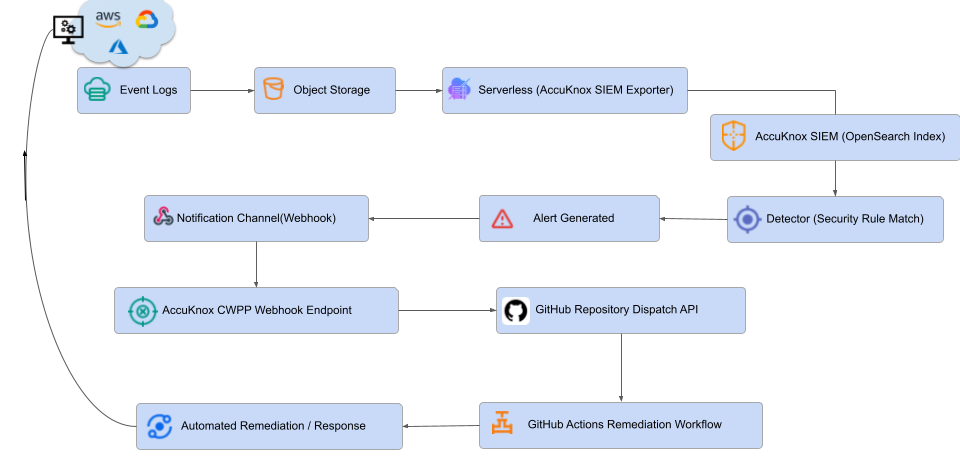 aws
Event Logs
Object Storage
Serverless (AccuKnox SIEM Exporter)
AccuKnox SIEM (OpenSearch Index)
Detector (Security Rule Match)
Alert Generated
Notification Channel(Webhook)
AccuKnox CWPP Webhook Endpoint
GitHub Repository Dispatch API
GitHub Actions Remediation Workflow
Automated Remediation / Response